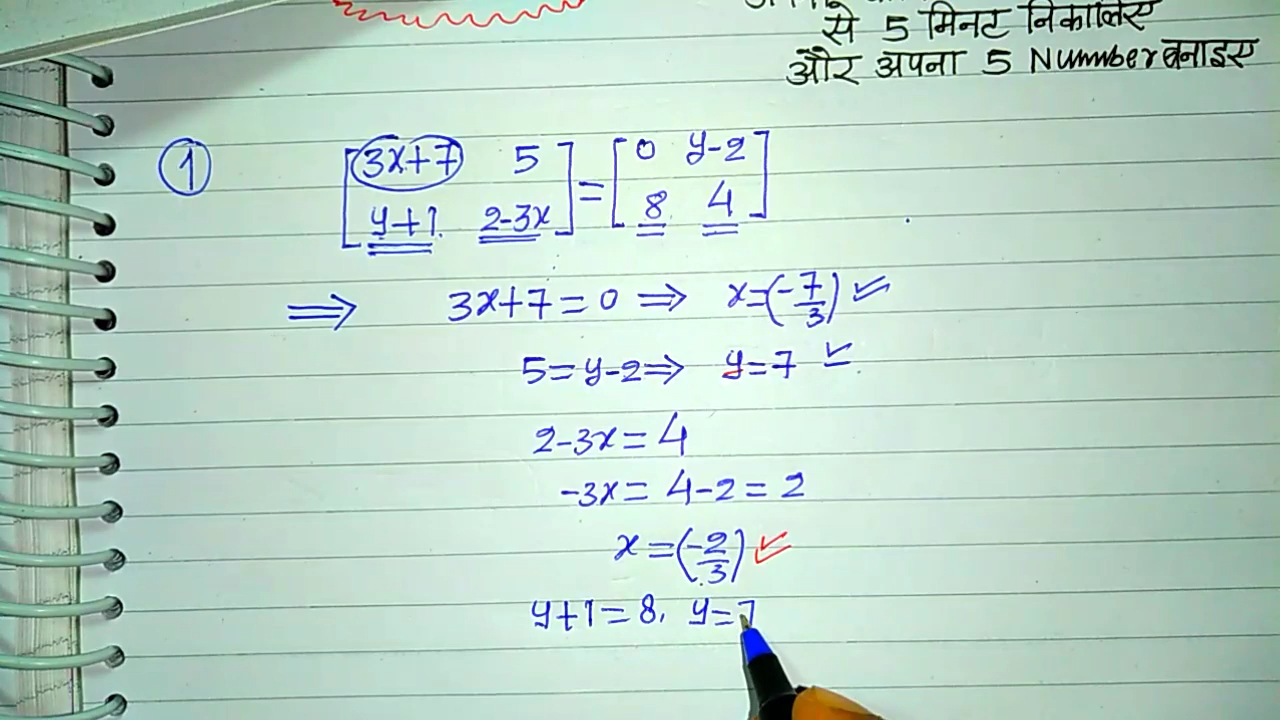 से 5 मिनट निकालिए
और अपना 5 Number बनाइए
① [3x+7 5] = [0 y-2]
[y+1 2-3x] [8 4]
⟹ 3x+7=0 ⟹ x=(-7/3) ✓
5=y-2⟹ y=7 ✓
2-3x=4
-3x=4-2=2
x=(-2/3) ✓
y+1=8, y=7